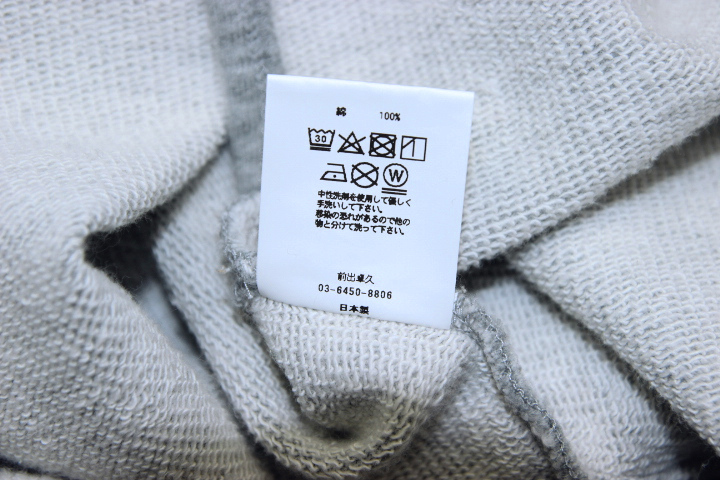 綿 100%
30
W
中性洗剤を使用して優しく
手洗いして下さい。
移染の恐れがあるので他の
物と分けて洗って下さい。
前出卓久
03-6450-8806
日本製